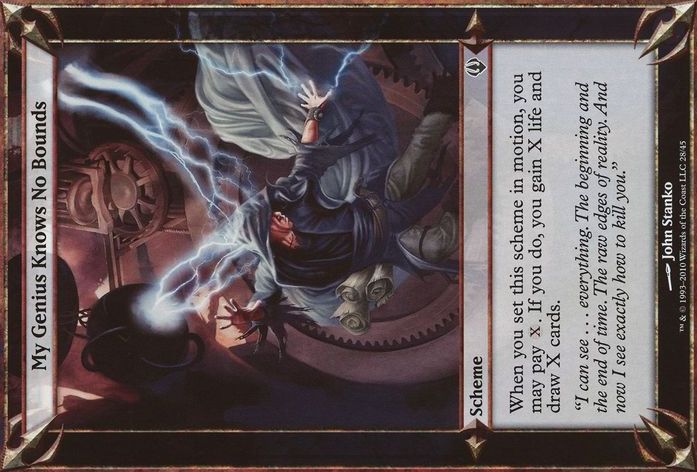 My Genius Knows No Bounds
Scheme
When you set this scheme in motion, you
may pay X. If you do, you gain X life and
draw X cards.
“I can see . . . everything. The beginning and
the end of time. The raw edges of reality. And
now I see exactly how to kill you.”
John Stanko
™ & © 1993–2010 Wizards of the Coast LLC 28/45